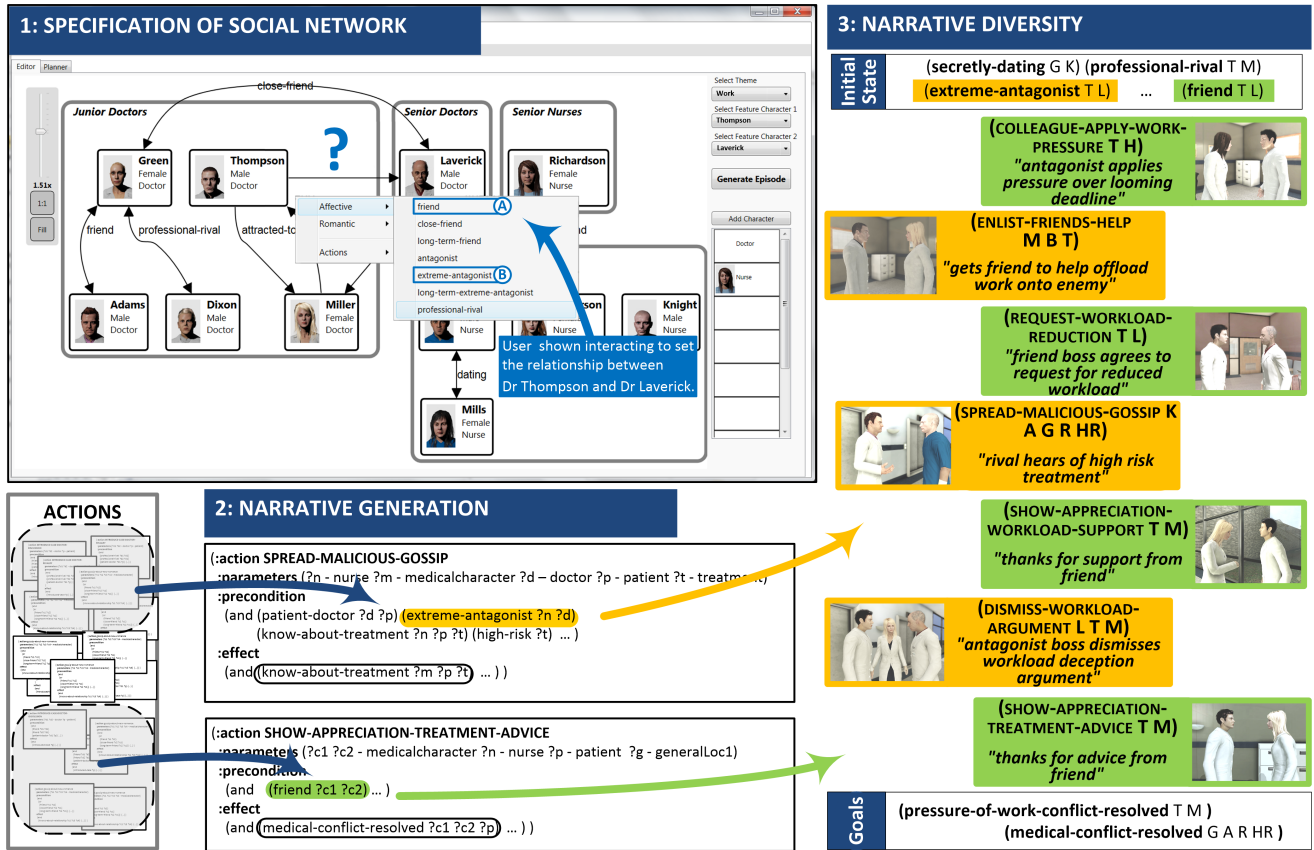 1: SPECIFICATION OF SOCIAL NETWORK
Editor
Planner
1.51x
1:1
Fill
Junior Doctors
Senior Doctors
Senior Nurses
close-friend
?
Green
Female
Doctor
Thompson
Male
Doctor
Laverick
Male
Doctor
Richardson
Female
Nurse
friend
professional-rival
attracted-to
Affective
Romantic
Actions
friend
A
close-friend
long-term-friend
antagonist
extreme-antagonist
B
long-term-extreme-antagonist
professional-rival
Adams
Male
Doctor
Dixon
Male
Doctor
Miller
Female
Doctor
Male
Nurse
Nurse
Knight
Male
Nurse
dating
Mills
Female
Nurse
User shown interacting to set
the relationship between
Dr Thompson and Dr Laverick.
Select Theme
Work
Select Feature Character 1
Thompson
Select Feature Character 2
Laverick
Generate Episode
Add Character
Doctor
Nurse
ACTIONS
2: NARRATIVE GENERATION
(:action SPREAD-MALICIOUS-GOSSIP
:parameters (?n - nurse ?m - medicalcharacter ?d – doctor ?p - patient ?t - treatment)
:precondition
(and (patient-doctor ?d ?p) (extreme-antagonist ?n ?d)
(know-about-treatment ?n ?p ?t) (high-risk ?t) ... )
:effect
(and (know-about-treatment ?m ?p ?t) ... ) )
(:action SHOW-APPRECIATION-TREATMENT-ADVICE
:parameters (?c1 ?c2 - medicalcharacter ?n - nurse ?p - patient ?g - generalLoc1)
:precondition
(and (friend ?c1 ?c2) ... )
:effect
(and (medical-conflict-resolved ?c1 ?c2 ?p) ... ) )
3: NARRATIVE DIVERSITY
Initial
State
(secretly-dating G K) (professional-rival T M)
(extreme-antagonist T L) ... (friend T L)
(COLLEAGUE-APPLY-WORK-
PRESSURE T H)
"antagonist applies
pressure over looming
deadline"
(ENLIST-FRIENDS-HELP
M B T)
"gets friend to help offload
work onto enemy"
(REQUEST-WORKLOAD-
REDUCTION T L)
"friend boss agrees to
request for reduced
workload"
(SPREAD-MALICIOUS-GOSSIP K
A G R HR)
"rival hears of high risk
treatment"
(SHOW-APPRECIATION-
WORKLOAD-SUPPORT T M)
"thanks for support from
friend"
(DISMISS-WORKLOAD-
ARGUMENT L T M)
"antagonist boss dismisses
workload deception
argument"
(SHOW-APPRECIATION-
TREATMENT-ADVICE T M)
"thanks for advice from
friend"
Goals
(pressure-of-work-conflict-resolved T M )
(medical-conflict-resolved G A R HR )